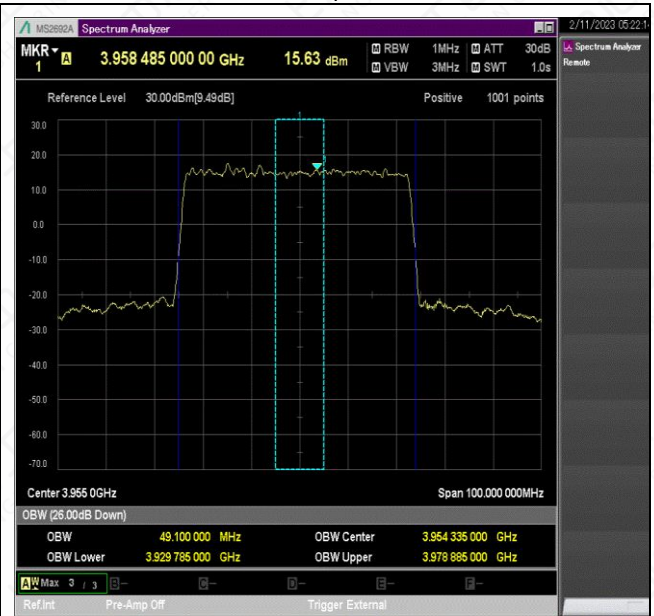 MS2692A Spectrum Analyzer
2/11/2023 05:22:1
MKR 1 A 3.958 485 000 00 GHz 15.63 dBm
M RBW 1MHz M ATT 30dB
M VBW 3MHz M SWT 1.0s
Spectrum Analyzer
Remote
Reference Level 30.00dBm[9.49dB] Positive 1001 points
1
30.0
20.0
10.0
0.0
-10.0
-20.0
-30.0
-40.0
-50.0
-60.0
-70.0
Center 3.955 0GHz Span 100.000 000MHz
OBW (26.00dB Down)
OBW 49.100 000 MHz OBW Center 3.954 335 000 GHz
OBW Lower 3.929 785 000 GHz OBW Upper 3.978 885 000 GHz
A W Max 3 / 3 B- C- D- E- F-
Ref.Int Pre-Amp Off Trigger External